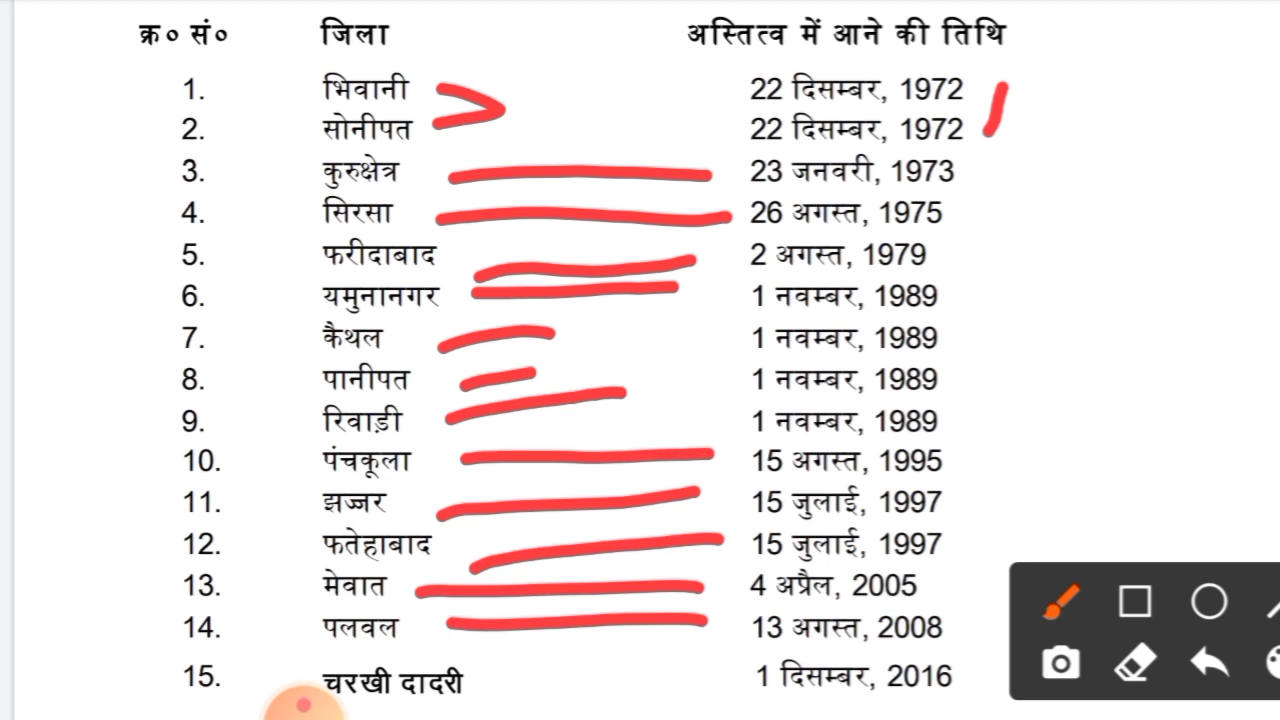 क्र० सं० जिला अस्तित्व में आने की तिथि
1. भिवानी 22 दिसम्बर, 1972
2. सोनीपत 22 दिसम्बर, 1972
3. कुरुक्षेत्र 23 जनवरी, 1973
4. सिरसा 26 अगस्त, 1975
5. फरीदाबाद 2 अगस्त, 1979
6. यमुनानगर 1 नवम्बर, 1989
7. कैथल 1 नवम्बर, 1989
8. पानीपत 1 नवम्बर, 1989
9. रिवाड़ी 1 नवम्बर, 1989
10. पंचकूला 15 अगस्त, 1995
11. झज्जर 15 जुलाई, 1997
12. फतेहाबाद 15 जुलाई, 1997
13. मेवात 4 अप्रैल, 2005
14. पलवल 13 अगस्त, 2008
15. चरखी दादरी 1 दिसम्बर, 2016